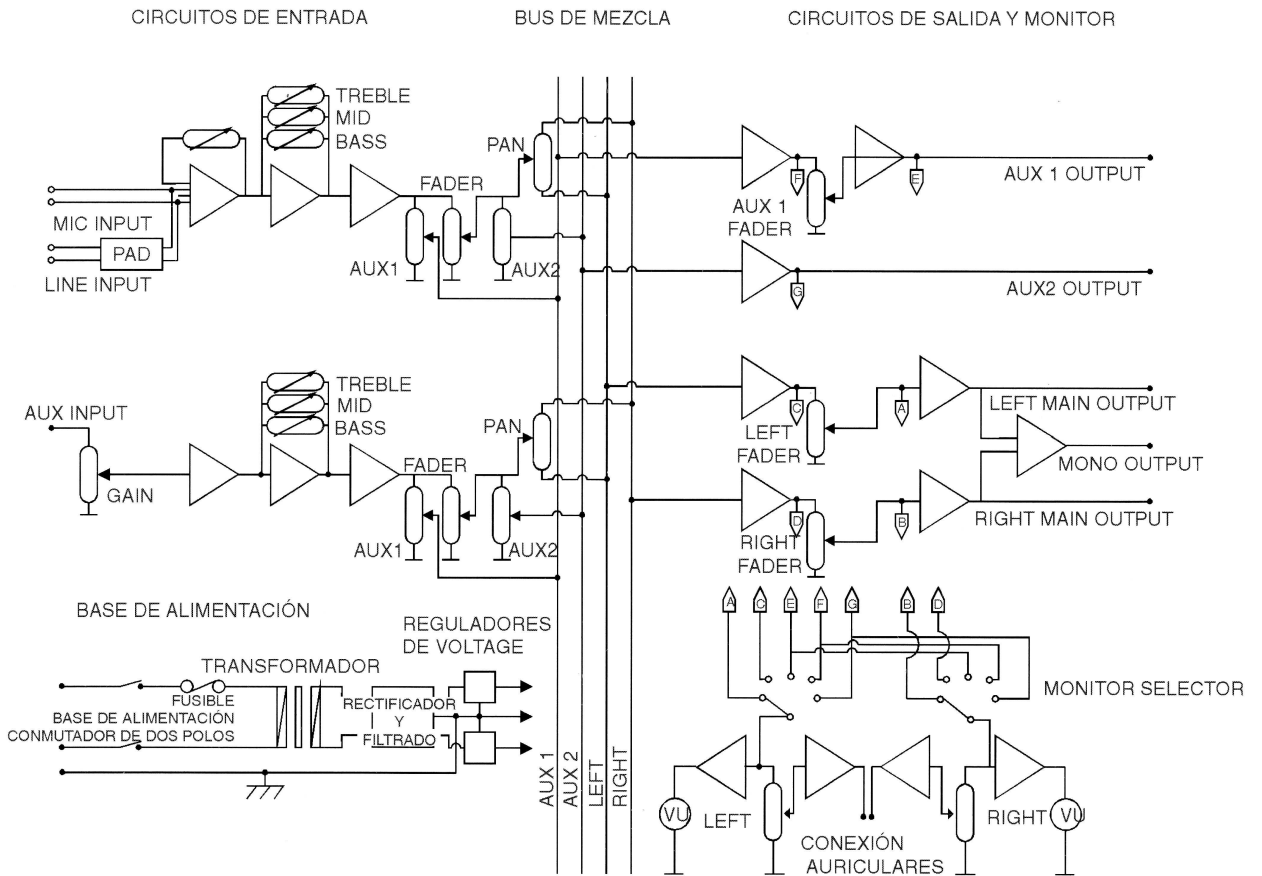 CIRCUITOS DE ENTRADA
BUS DE MEZCLA
CIRCUITOS DE SALIDA Y MONITOR
TREBLE
MID
BASS
PAN
FADER
MIC INPUT
PAD
LINE INPUT
AUX1
AUX2
F
E
AUX 1 OUTPUT
AUX 1
FADER
G
AUX2 OUTPUT
TREBLE
MID
BASS
AUX INPUT
PAN
FADER
GAIN
AUX1
AUX2
C
A
LEFT
FADER
LEFT MAIN OUTPUT
MONO OUTPUT
D
B
RIGHT
FADER
RIGHT MAIN OUTPUT
BASE DE ALIMENTACIÓN
REGULADORES
DE VOLTAGE
TRANSFORMADOR
FUSIBLE
BASE DE ALIMENTACIÓN
CONMUTADOR DE DOS POLOS
RECTIFICADOR
Y
FILTRADO
AUX 1
AUX 2
LEFT
RIGHT
A C E F G B D
MONITOR SELECTOR
VU
LEFT
RIGHT
VU
CONEXIÓN
AURICULARES